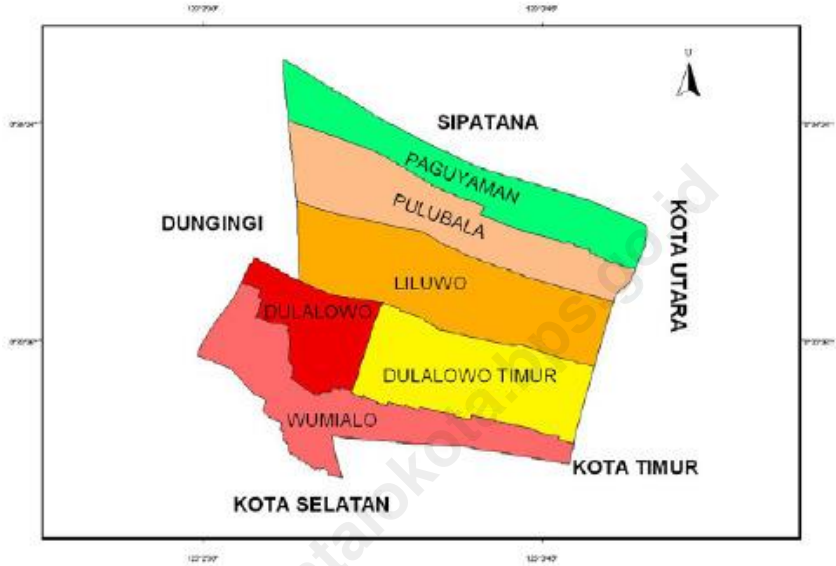 U
SIPATANA
PAGUYAMAN
PULUBALA
KOTA UTARA
DUNGINGI
LILUWO
DULALOWO
DULALOWO TIMUR
WUMIALO
KOTA TIMUR
KOTA SELATAN